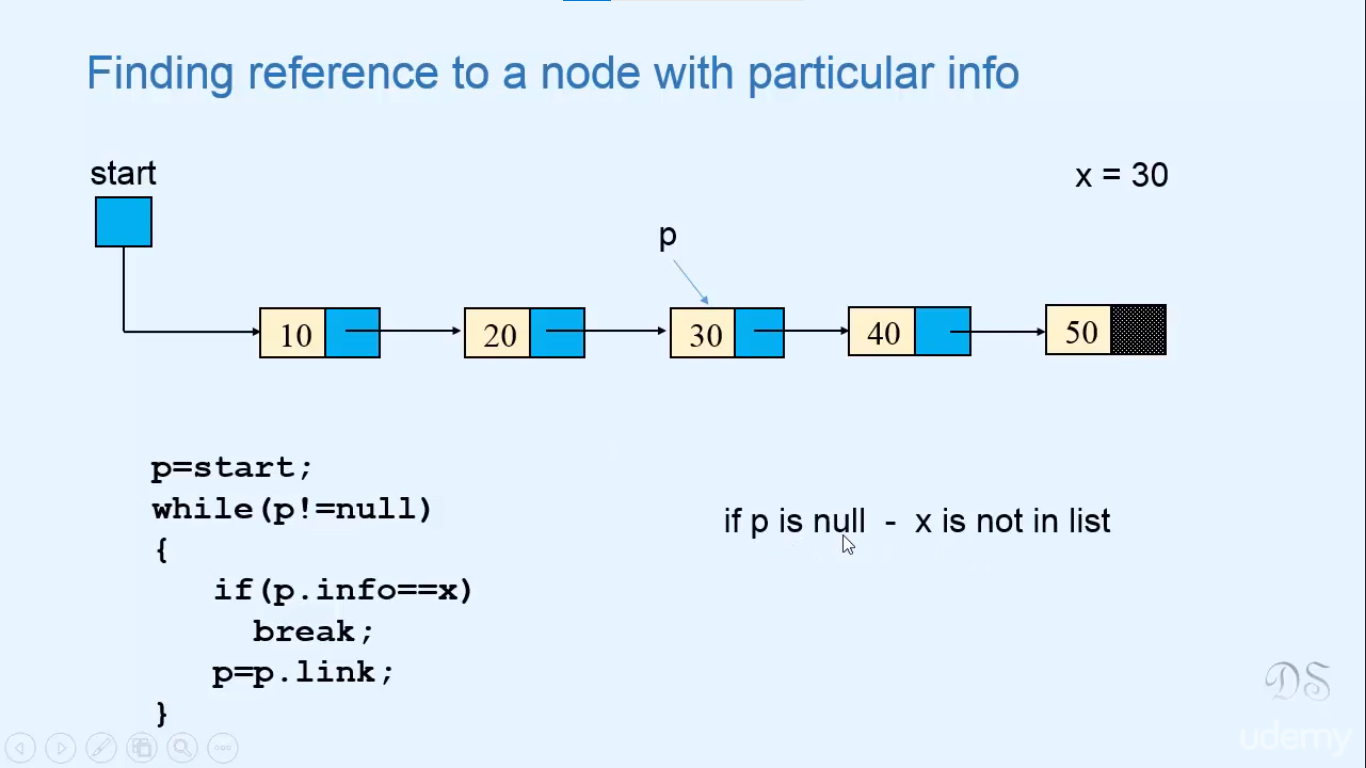 Finding reference to a node with particular info
start
x = 30
p
10 20 30 40 50
p=start;
while(p!=null)
{
if(p.info==x)
break;
p=p.link;
}
if p is null - x is not in list
DS
udemy